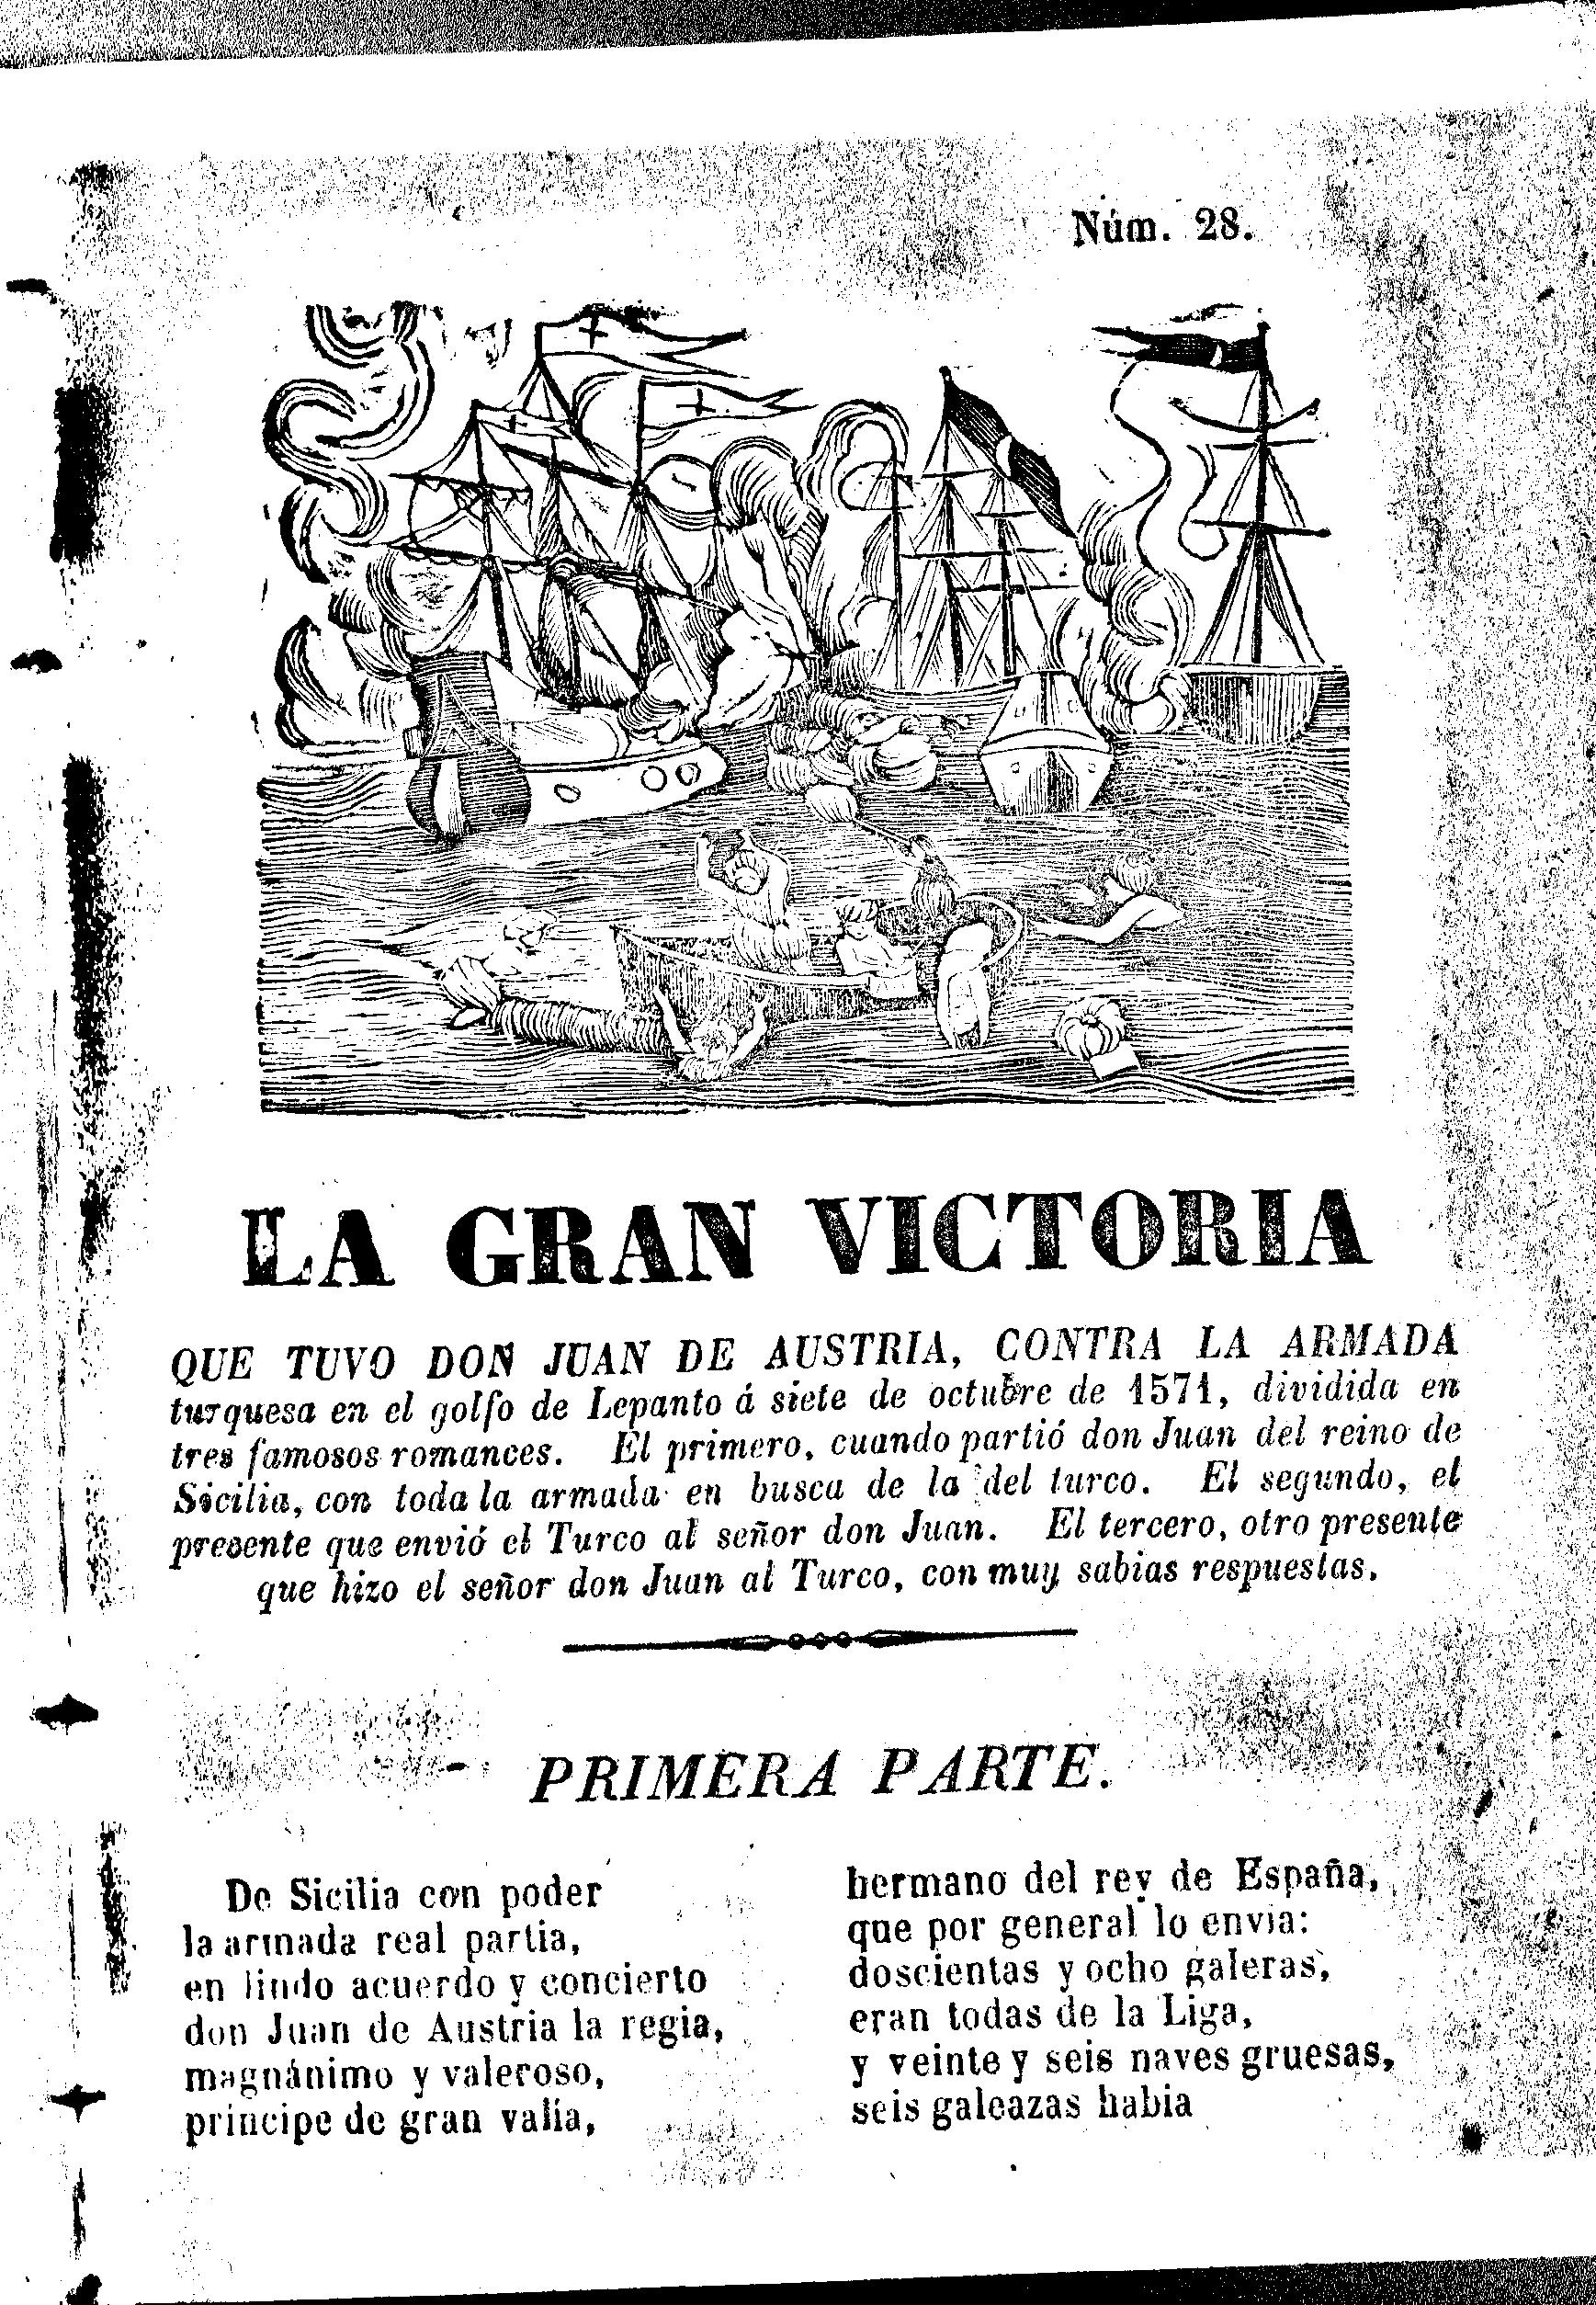 Núm. 28.
LA GRAN VICTORIA
QUE TUVO DON JUAN DE AUSTRIA, CONTRA LA ARMADA
turquesa en el golfo de Lepanto á siete de octubre de 1571, dividida en
tres famosos romances. El primero, cuando partió don Juan del reino de
Sicilia, con toda la armada en busca de la del turco. El segundo, el
presente que envió el Turco al señor don Juan. El tercero, otro presente
que hizo el señor don Juan al Turco, con muy sabias respuestas.
PRIMERA PARTE.
De Sicilia con poder
la armada real partia,
en lindo acuerdo y concierto
don Juan de Austria la regia,
magnánimo y valeroso,
principe de gran valía,
hermano del rey de España,
que por general lo envia:
doscientas y ocho galeras,
eran todas de la Liga,
y veinte y seis naves gruesas,
seis galeazas habia